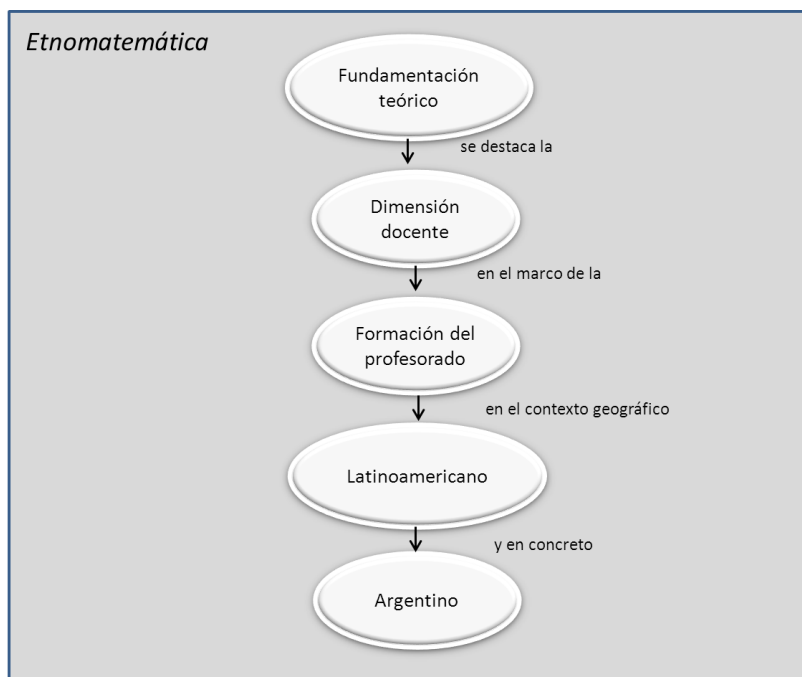 Etnomatemática
Fundamentación
teórico
se destaca la
Dimensión
docente
en el marco de la
Formación del
profesorado
en el contexto geográfico
Latinoamericano
y en concreto
Argentino